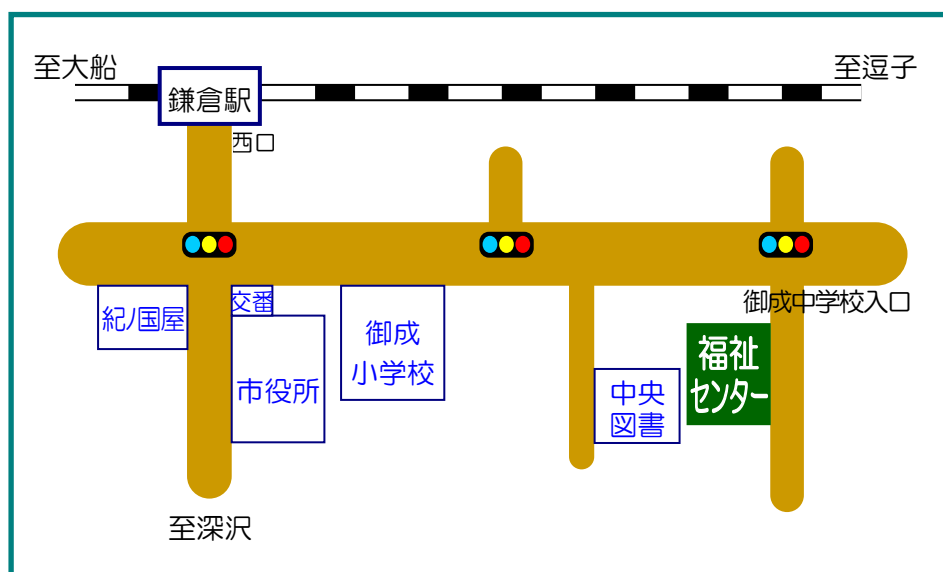 至大船
至逗子
鎌倉駅
西口
御成中学校入口
紀ノ国屋
交番
市役所
御成
小学校
中央
図書
福祉
センター
至深沢